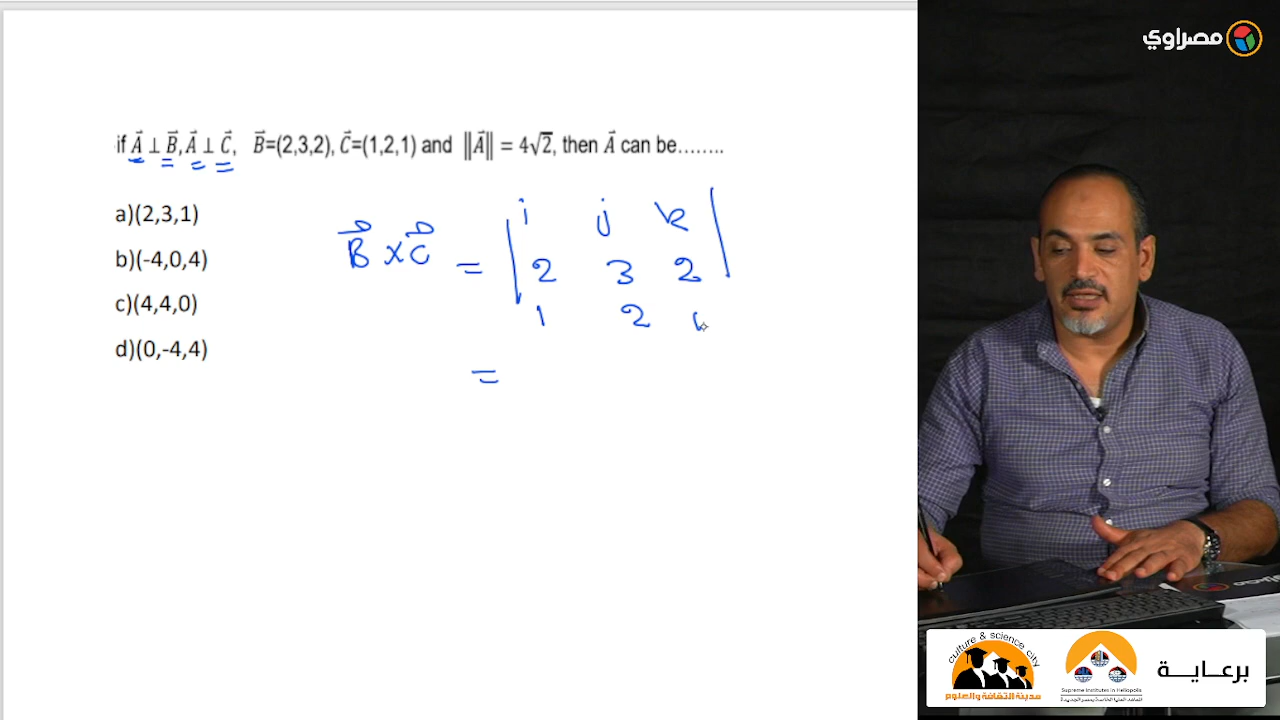 مصراوي
if A⃗ ⊥ B⃗, A⃗ ⊥ C⃗, B⃗=(2,3,2), C⃗=(1,2,1) and ‖A⃗‖ = 4√2, then A⃗ can be........
a)(2,3,1)
b)(-4,0,4)
c)(4,4,0)
d)(0,-4,4)
i j k
B⃗ × C⃗ = 2 3 2
1 2
=
culture & science city
مدينة الثقافة والعلوم
Supreme Institutes in Heliopolis
برعاية